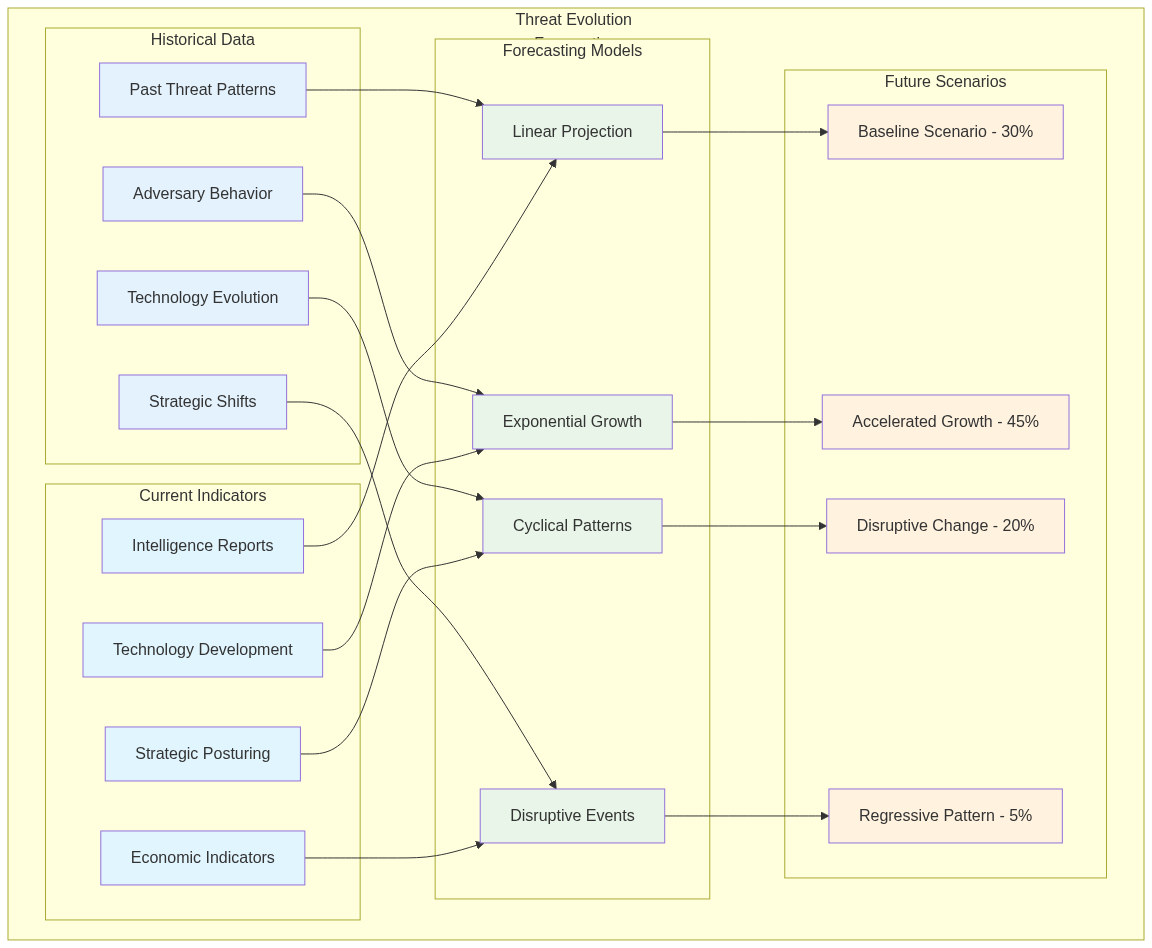 Threat Evolution
Historical Data
Past Threat Patterns
Adversary Behavior
Technology Evolution
Strategic Shifts
Current Indicators
Intelligence Reports
Technology Development
Strategic Posturing
Economic Indicators
Forecasting Models
Linear Projection
Exponential Growth
Cyclical Patterns
Disruptive Events
Future Scenarios
Baseline Scenario - 30%
Accelerated Growth - 45%
Disruptive Change - 20%
Regressive Pattern - 5%